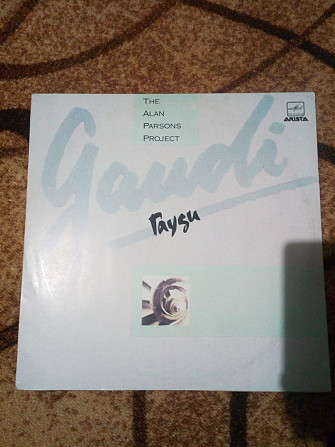 THE
ALAN
PARSONS
PROJECT
ARISTA
Gaudi
Гауди